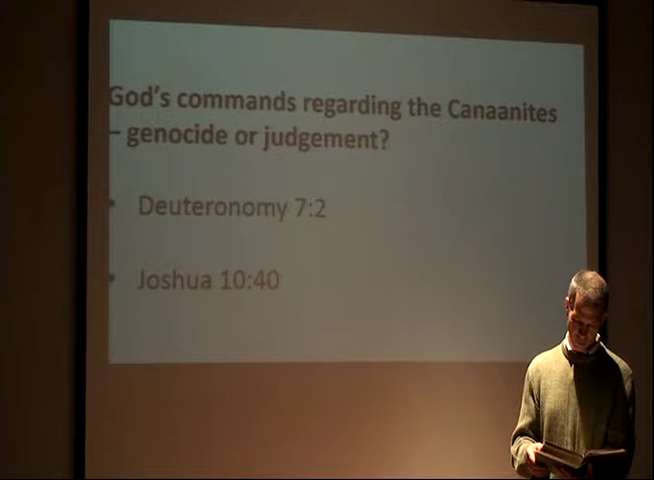 God's commands regarding the Canaanites
– genocide or judgement?
• Deuteronomy 7:2
• Joshua 10:40